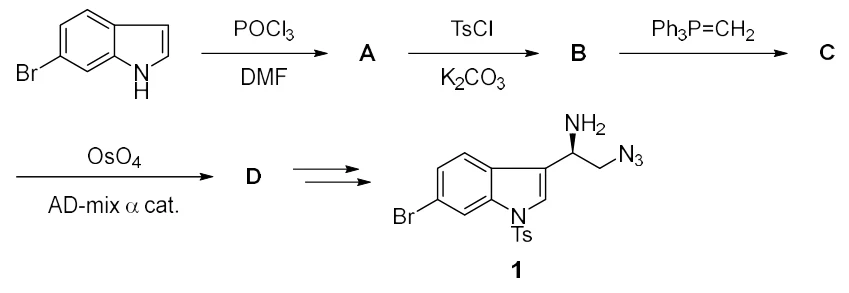 POCl3 TsCl Ph3P=CH2
Br N H DMF A K2CO3 B C
OsO4 D NH2 N3
AD-mix α cat. Br N Ts
1